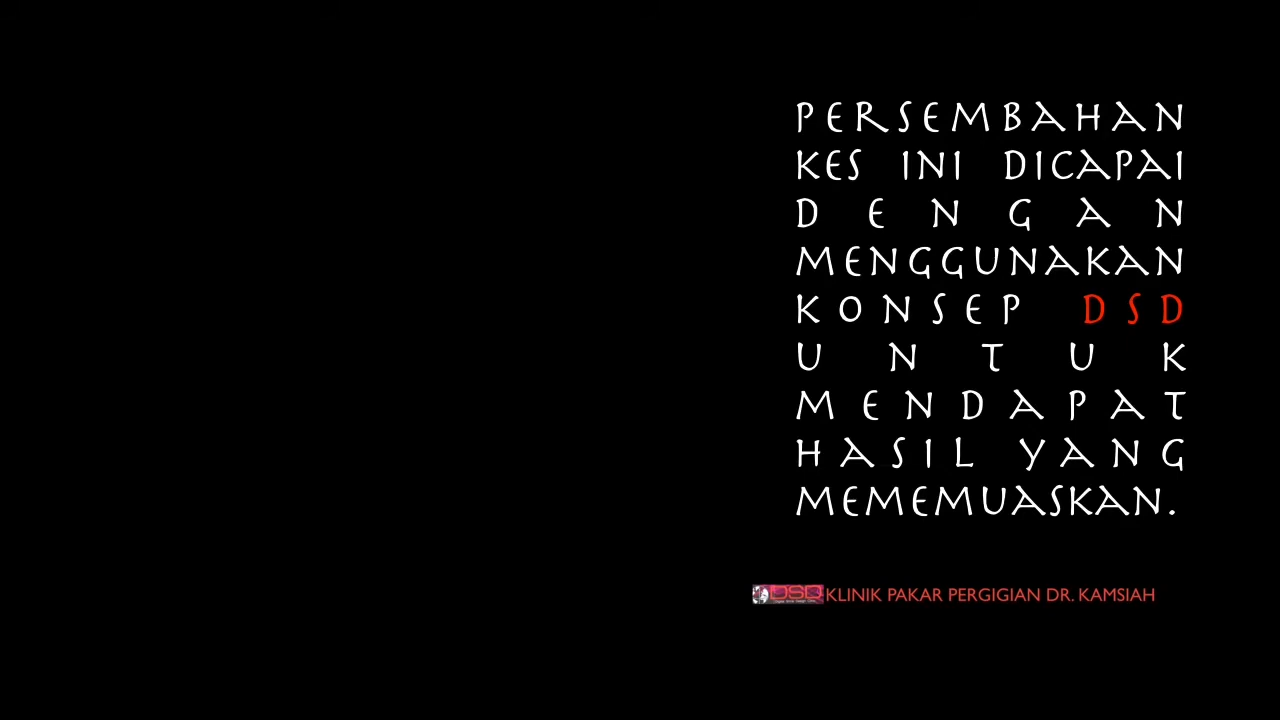 PERSEMBAHAN
KES INI DICAPAI
DENGAN
MENGGUNAKAN
KONSEP DSD
UNTUK
MENDAPAT
HASIL YANG
MEMEMUASKAN.
DSD KLINIK PAKAR PERGIGIAN DR. KAMSIAH